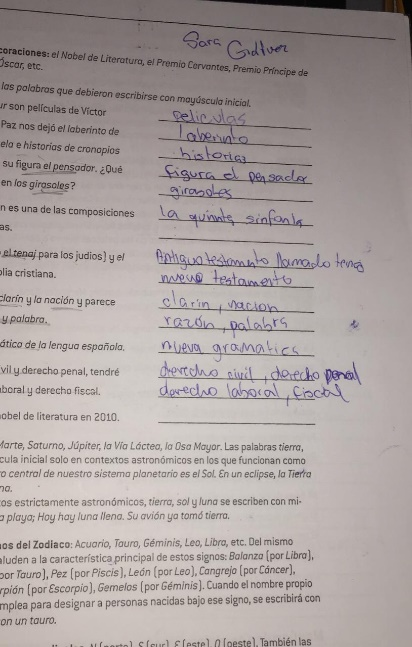 Sara
coraciones: el Nobel de Literatura, el Premio Cervantes, Premio Príncipe de
Óscar, etc.
las palabras que debieron escribirse con mayúscula inicial.
ur son películas de Víctor peliculas
Paz nos dejó el laberinto de laberinto
ela e historias de cronopios historias
su figura el pensador. ¿Qué figura el pensador
en los girasoles? girasoles
n es una de las composiciones la quinta sinfonía
as.
el tenaj para los judíos) y el Antiguo testamento llamado tenaj
lia cristiana. nuevo testamento
clarín y la nación y parece clarin, nacion
y palabra. razón, palabra
ática de la lengua española. nueva gramatica
vil y derecho penal, tendré derecho civil, derecho penal
boral y derecho fiscal. derecho laboral, fiscal
nobel de literatura en 2010.
Marte, Saturno, Júpiter, la Vía Láctea, la Osa Mayor. Las palabras tierra,
cula inicial solo en contextos astronómicos en los que funcionan como
o central de nuestro sistema planetario es el Sol. En un eclipse, la Tierra
na.
os estrictamente astronómicos, tierra, sol y luna se escriben con mi-
a playa; Hoy hay luna llena. Su avión ya tomó tierra.
nos del Zodiaco: Acuario, Tauro, Géminis, Leo, Libra, etc. Del mismo
aluden a la característica principal de estos signos: Balanza (por Libra),
por Tauro), Pez (por Piscis), León (por Leo), Cangrejo (por Cáncer),
rpión (por Escorpio), Gemelos (por Géminis). Cuando el nombre propio
mplea para designar a personas nacidas bajo ese signo, se escribirá con
on un tauro.
N (norte), S (sur), E (este), O (oeste). También las